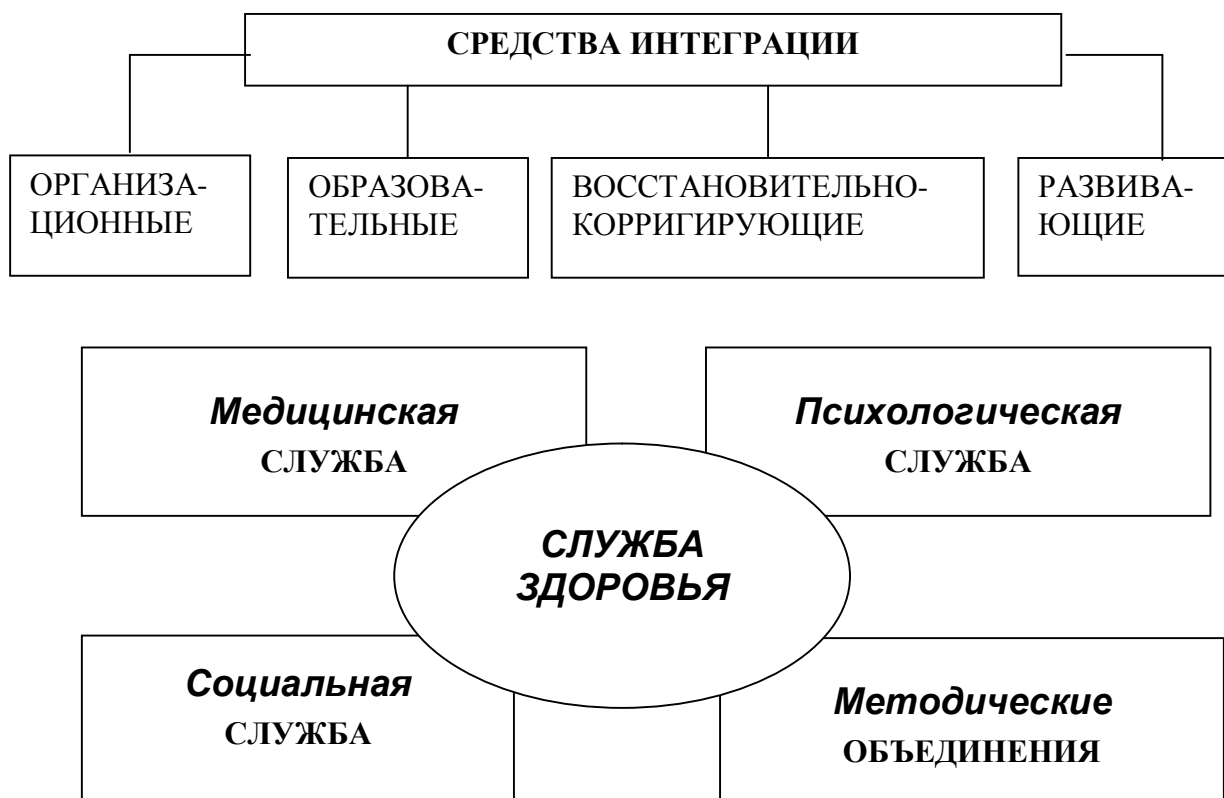 СРЕДСТВА ИНТЕГРАЦИИ
ОРГАНИЗА-
ЦИОННЫЕ
ОБРАЗОВА-
ТЕЛЬНЫЕ
ВОССТАНОВИТЕЛЬНО-
КОРРИГИРУЮЩИЕ
РАЗВИВА-
ЮЩИЕ
Медицинская
СЛУЖБА
Психологическая
СЛУЖБА
СЛУЖБА
ЗДОРОВЬЯ
Социальная
СЛУЖБА
Методические
ОБЪЕДИНЕНИЯ